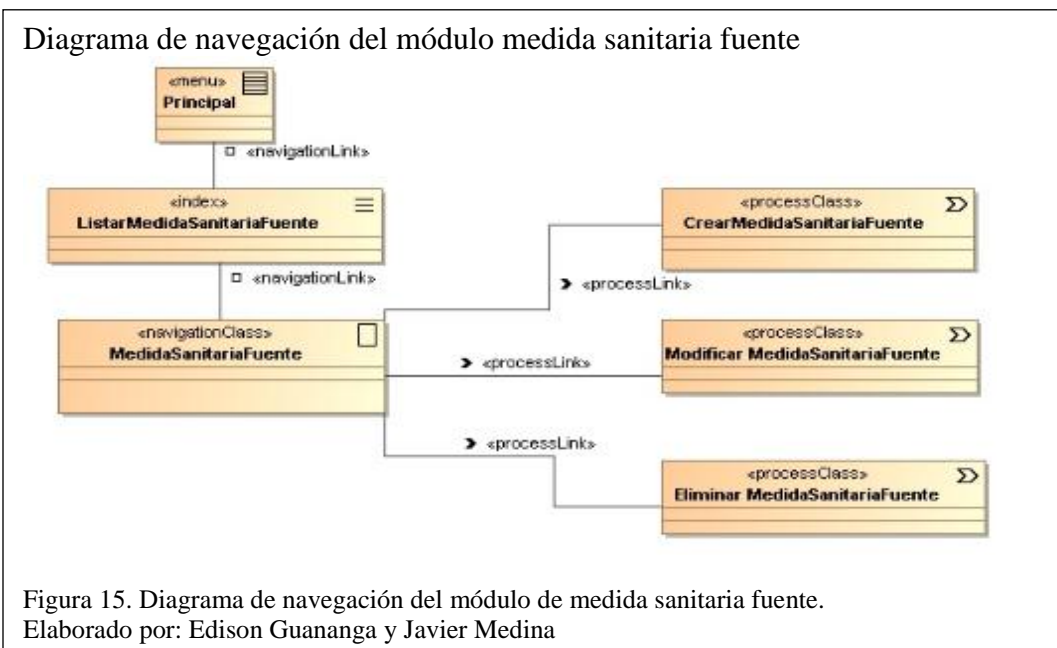 Diagrama de navegación del módulo medida sanitaria fuente
«menu»
Principal
«navigationLink»
«index»
ListarMedidaSanitariaFuente
«navigationLink»
«navigationClass»
MedidaSanitariaFuente
«processClass»
CrearMedidaSanitariaFuente
«processLink»
«processClass»
Modificar MedidaSanitariaFuente
«processLink»
«processClass»
Eliminar MedidaSanitariaFuente
«processLink»
Figura 15. Diagrama de navegación del módulo de medida sanitaria fuente.
Elaborado por: Edison Guananga y Javier Medina